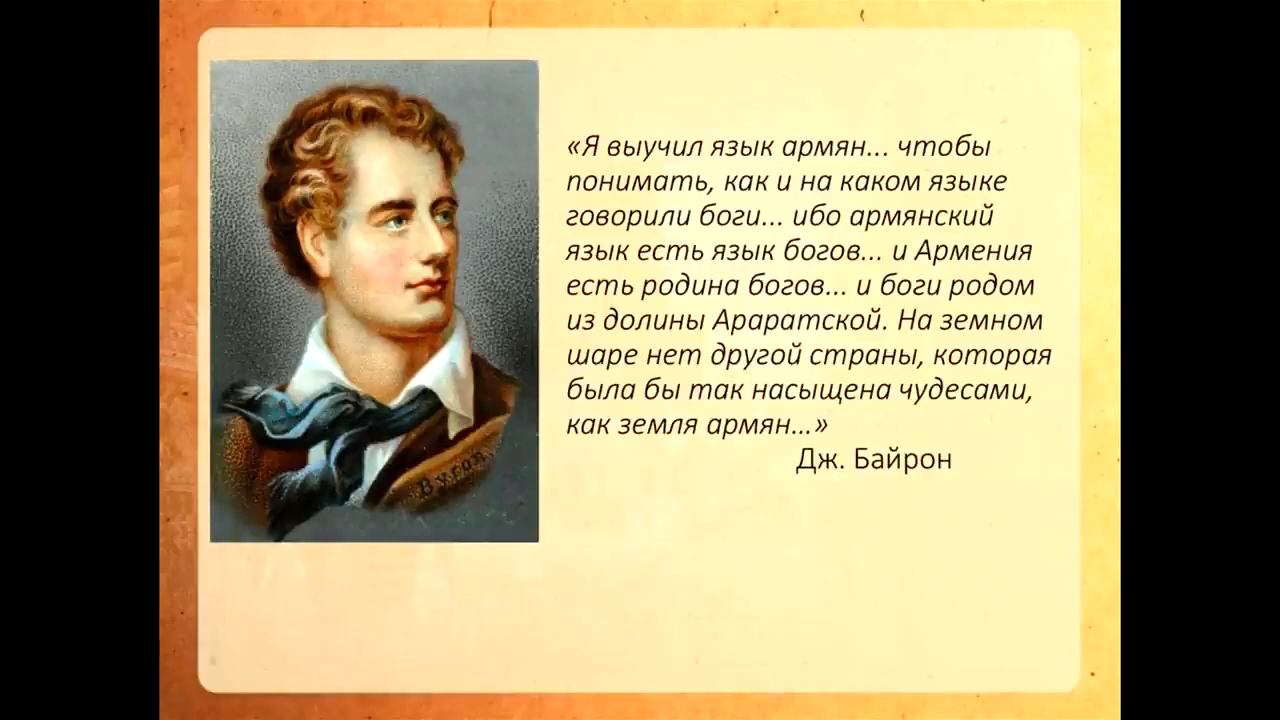 «Я выучил язык армян... чтобы
понимать, как и на каком языке
говорили боги... ибо армянский
язык есть язык богов... и Армения
есть родина богов... и боги родом
из долины Араратской. На земном
шаре нет другой страны, которая
была бы так насыщена чудесами,
как земля армян...»
Дж. Байрон
Byron